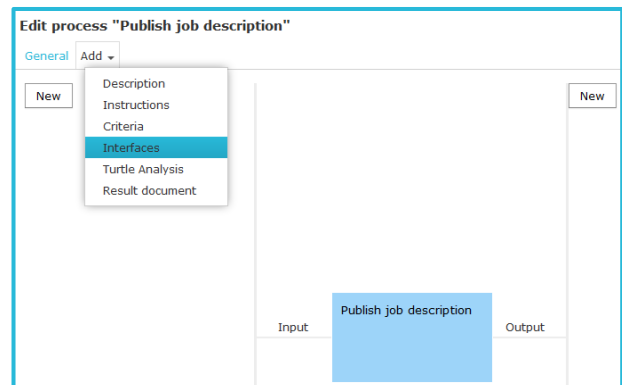 Edit process "Publish job description"
General Add
New
Description
Instructions
Criteria
Interfaces
Turtle Analysis
Result document
New
Publish job description
Input
Output